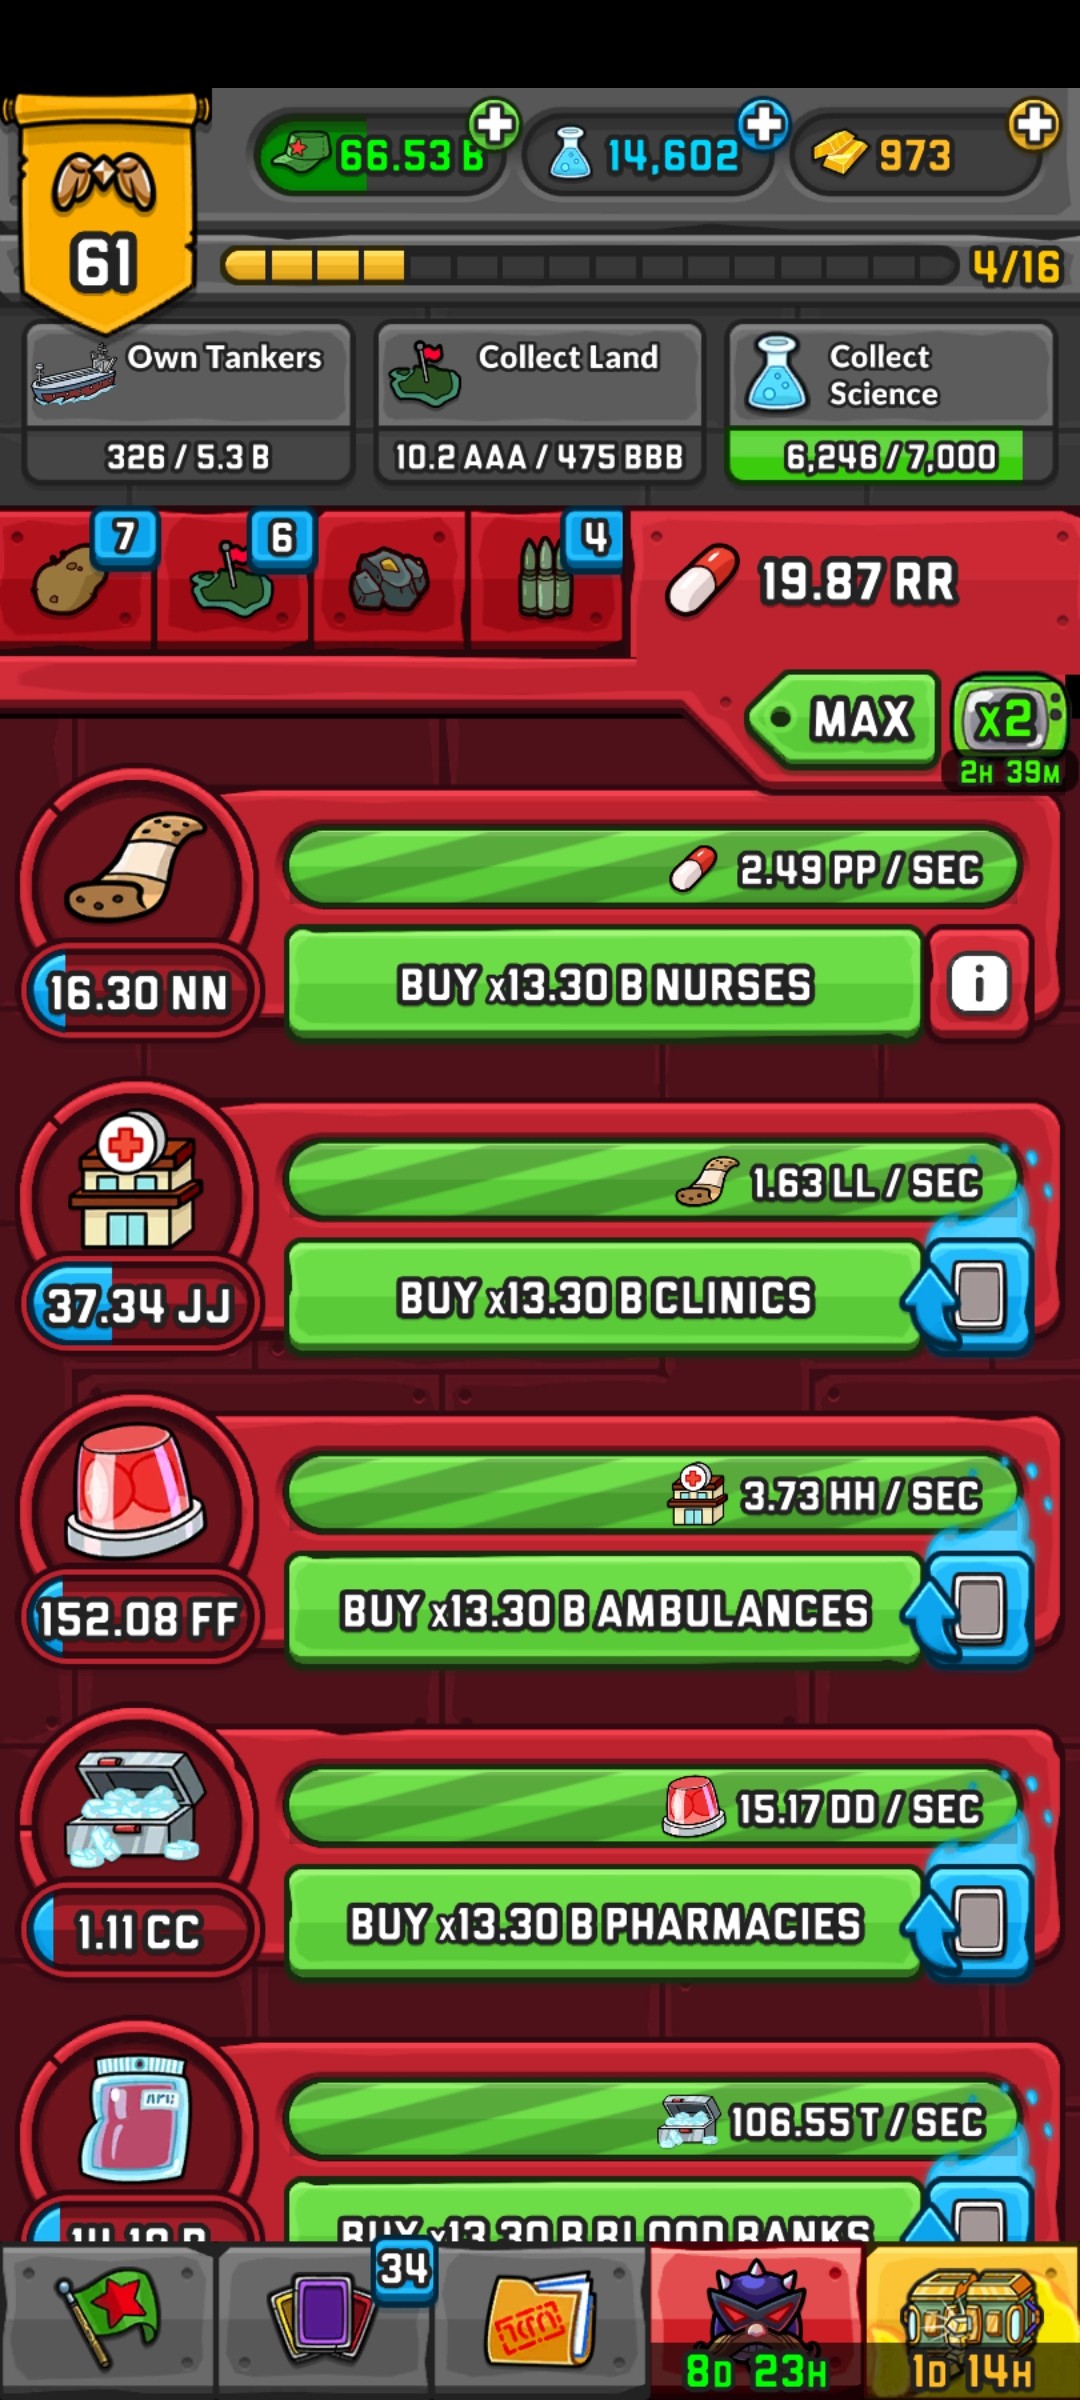 61
66.53 B
14,602
973
4/16
Own Tankers
326 / 5.3 B
Collect Land
10.2 AAA / 475 BBB
Collect
Science
6,246 / 7,000
7
6
4
19.87 RR
MAX
x2
2H 39M
2.49 PP / SEC
16.30 NN
BUY x13.30 B NURSES
i
1.63 LL / SEC
37.34 JJ
BUY x13.30 B CLINICS
3.73 HH / SEC
152.08 FF
BUY x13.30 B AMBULANCES
15.17 DD / SEC
1.11 CC
BUY x13.30 B PHARMACIES
106.55 T / SEC
BUY x13.30 B BLOOD BANKS
34
8D 23H
1D 14H